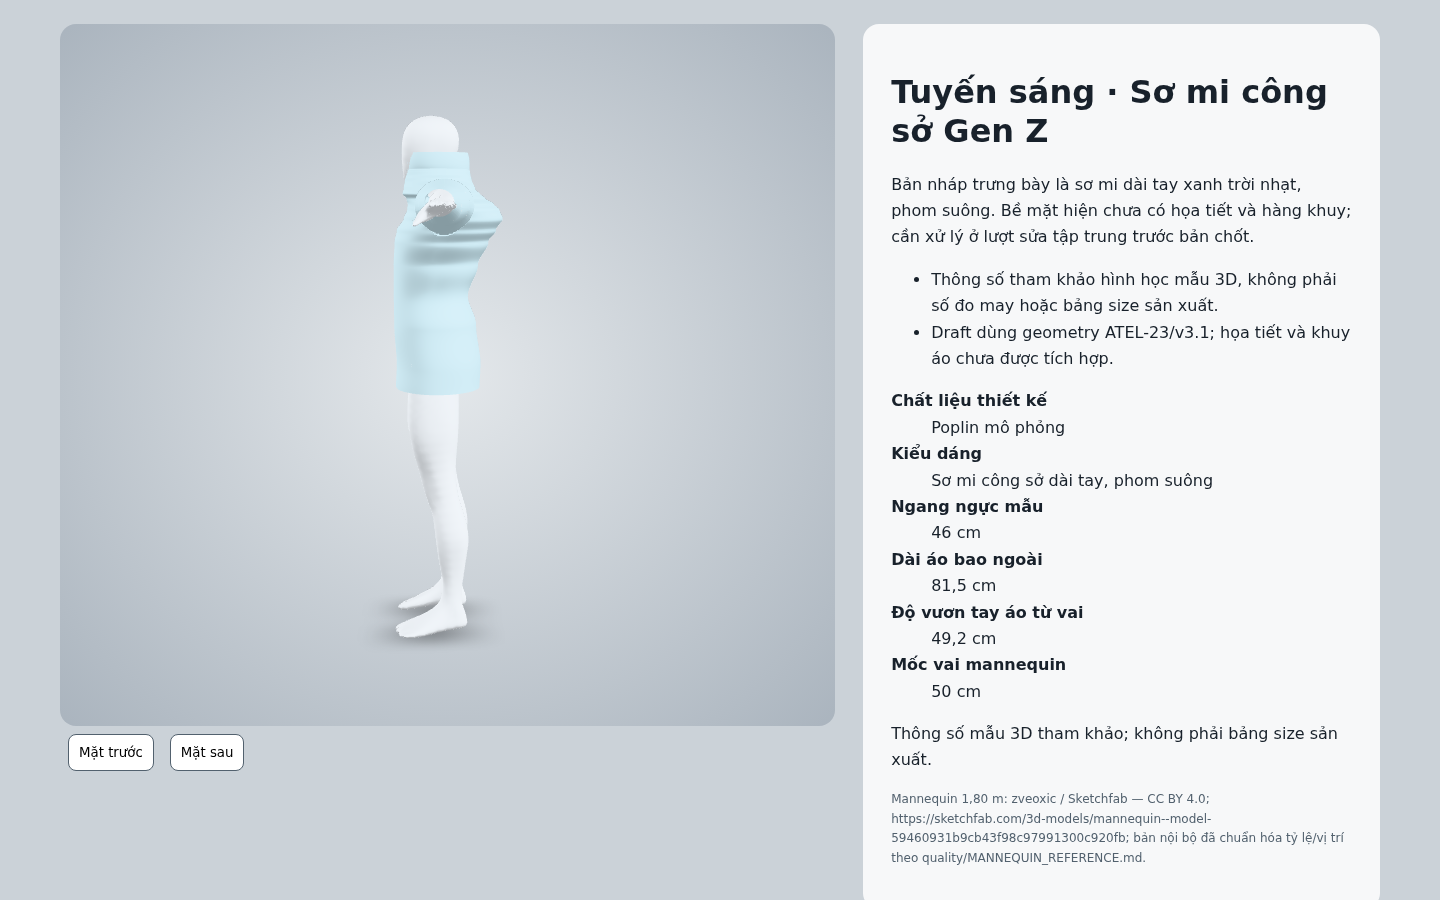 Tuyến sáng · Sơ mi công
sở Gen Z
Bản nháp trưng bày là sơ mi dài tay xanh trời nhạt,
phom suông. Bề mặt hiện chưa có họa tiết và hàng khuy;
cần xử lý ở lượt sửa tập trung trước bản chốt.
• Thông số tham khảo hình học mẫu 3D, không phải
số đo may hoặc bảng size sản xuất.
• Draft dùng geometry ATEL-23/v3.1; họa tiết và khuy
áo chưa được tích hợp.
Chất liệu thiết kế
Poplin mô phỏng
Kiểu dáng
Sơ mi công sở dài tay, phom suông
Ngang ngực mẫu
46 cm
Dài áo bao ngoài
81,5 cm
Độ vươn tay áo từ vai
49,2 cm
Mốc vai mannequin
50 cm
Thông số mẫu 3D tham khảo; không phải bảng size sản
xuất.
Mannequin 1,80 m: zveoxic / Sketchfab — CC BY 4.0;
https://sketchfab.com/3d-models/mannequin--model-
59460931b9cb43f98c97991300c920fb; bản nội bộ đã chuẩn hóa tỷ lệ/vị trí
theo quality/MANNEQUIN_REFERENCE.md.
Mặt trước
Mặt sau